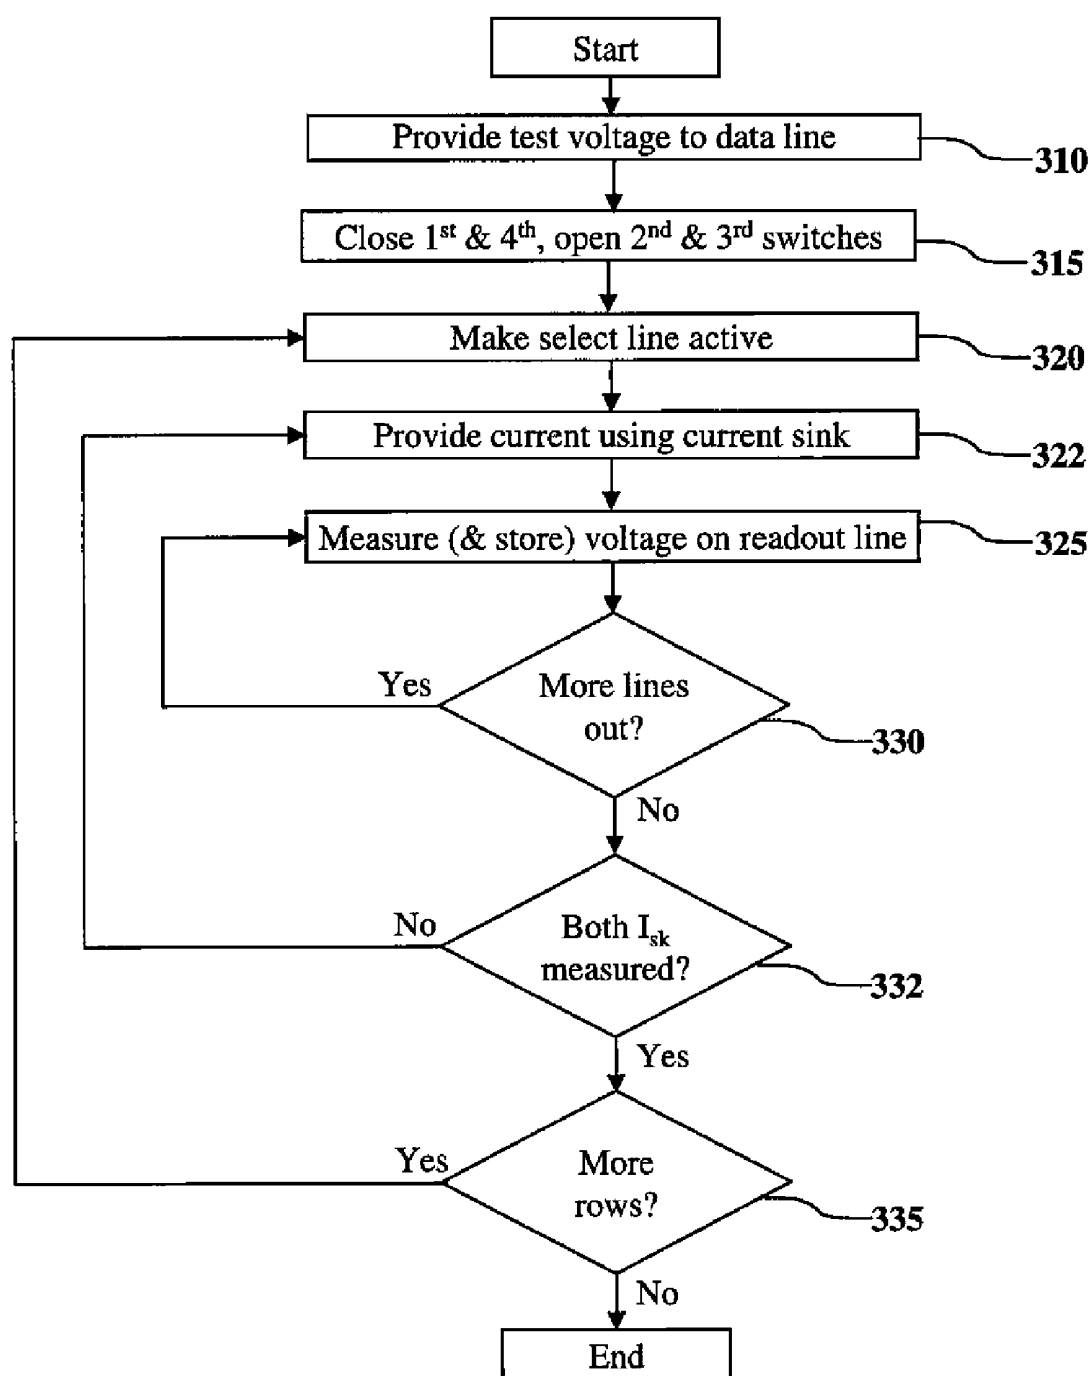 Start
Provide test voltage to data line
310
Close 1st & 4th, open 2nd & 3rd switches
315
Make select line active
320
Provide current using current sink
322
Measure (& store) voltage on readout line
325
Yes
More lines
out?
330
No
No
Both Isk
measured?
332
Yes
Yes
More
rows?
335
No
End